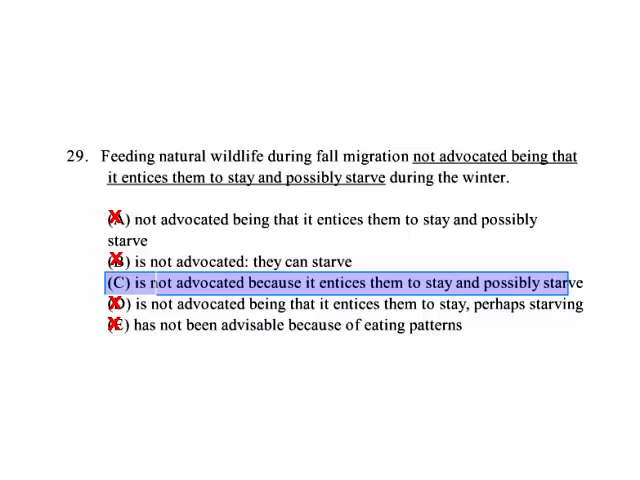 29. Feeding natural wildlife during fall migration not advocated being that
it entices them to stay and possibly starve during the winter.
(A) not advocated being that it entices them to stay and possibly
starve
(B) is not advocated: they can starve
(C) is not advocated because it entices them to stay and possibly starve
(D) is not advocated being that it entices them to stay, perhaps starving
(E) has not been advisable because of eating patterns